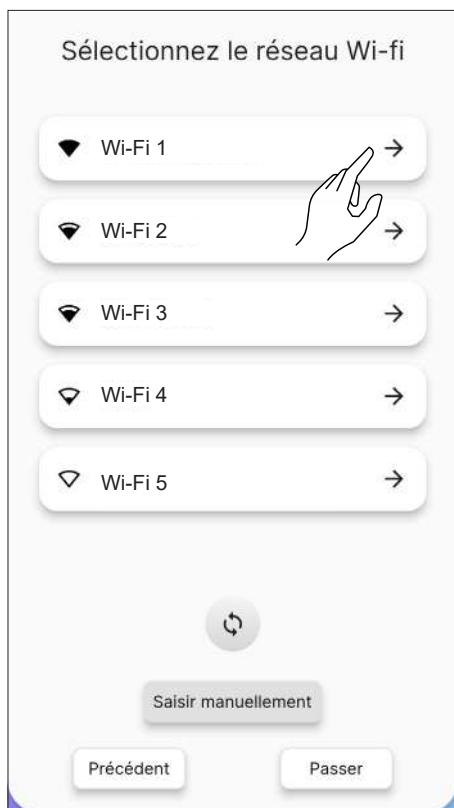 Sélectionnez le réseau Wi-fi
Wi-Fi 1
Wi-Fi 2
Wi-Fi 3
Wi-Fi 4
Wi-Fi 5
Saisir manuellement
Précédent
Passer